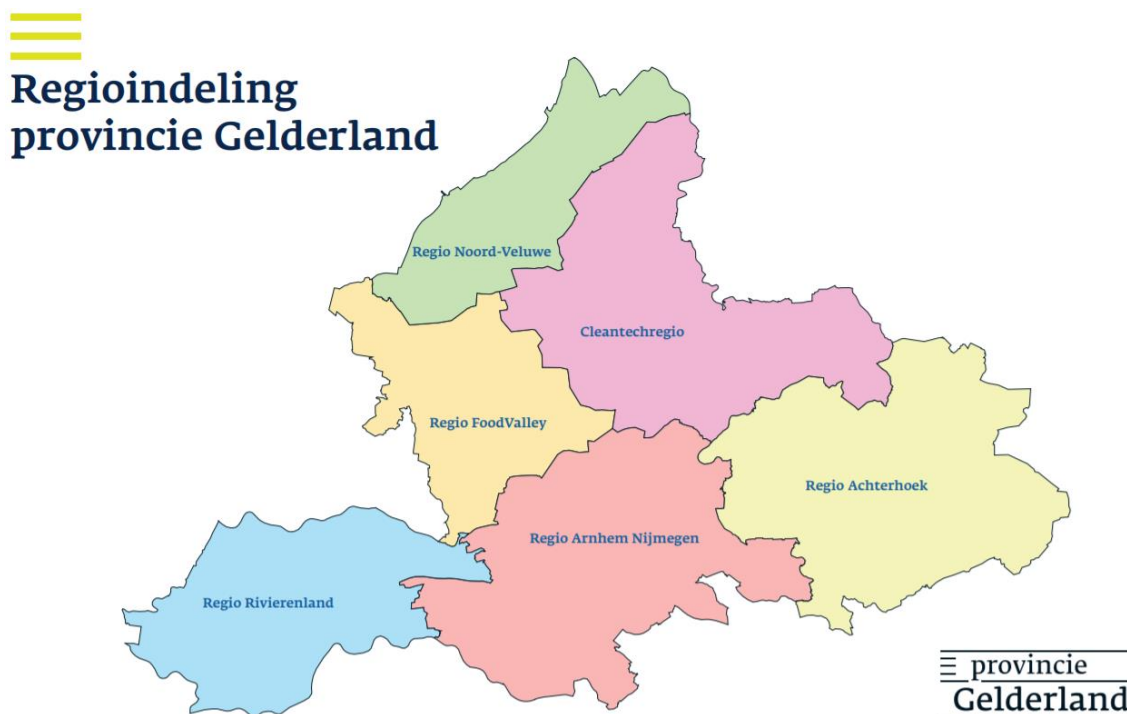 Regioindeling
provincie Gelderland
Regio Noord-Veluwe
Cleantechregio
Regio FoodValley
Regio Achterhoek
Regio Arnhem Nijmegen
Regio Rivierenland
provincie
Gelderland